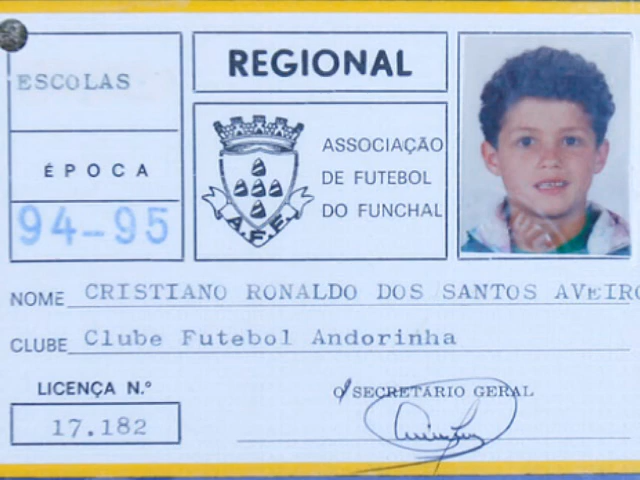 ESCOLAS
ÉPOCA
94-95
REGIONAL
A.F.F.
ASSOCIAÇÃO
DE FUTEBOL
DO FUNCHAL
NOME CRISTIANO RONALDO DOS SANTOS AVEIRO
CLUBE Clube Futebol Andorinha
LICENÇA N.º
17.182
O SECRETÁRIO GERAL